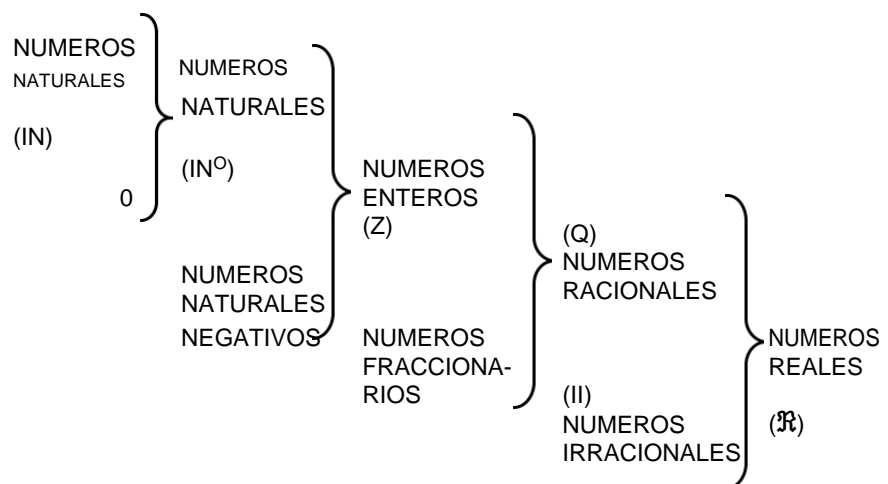 NUMEROS
NATURALES
(IN)
0
NUMEROS
NATURALES
(INᴼ)
NUMEROS
NATURALES
NEGATIVOS
NUMEROS
ENTEROS
(Z)
NUMEROS
FRACCIONA-
RIOS
(Q)
NUMEROS
RACIONALES
(II)
NUMEROS
IRRACIONALES
NUMEROS
REALES
(ℜ)